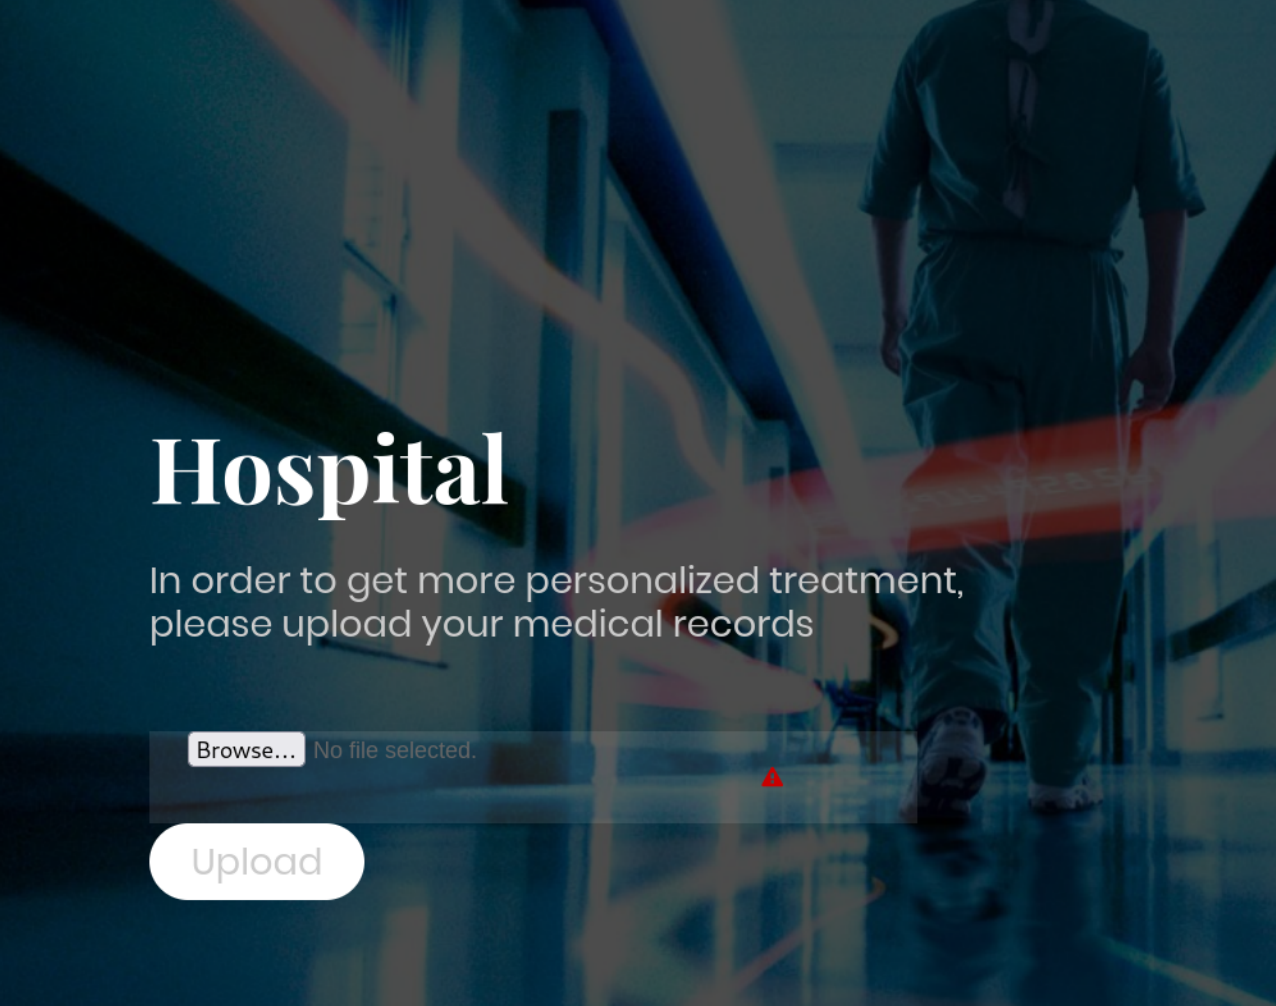 Hospital
In order to get more personalized treatment,
please upload your medical records
Browse... No file selected.
Upload